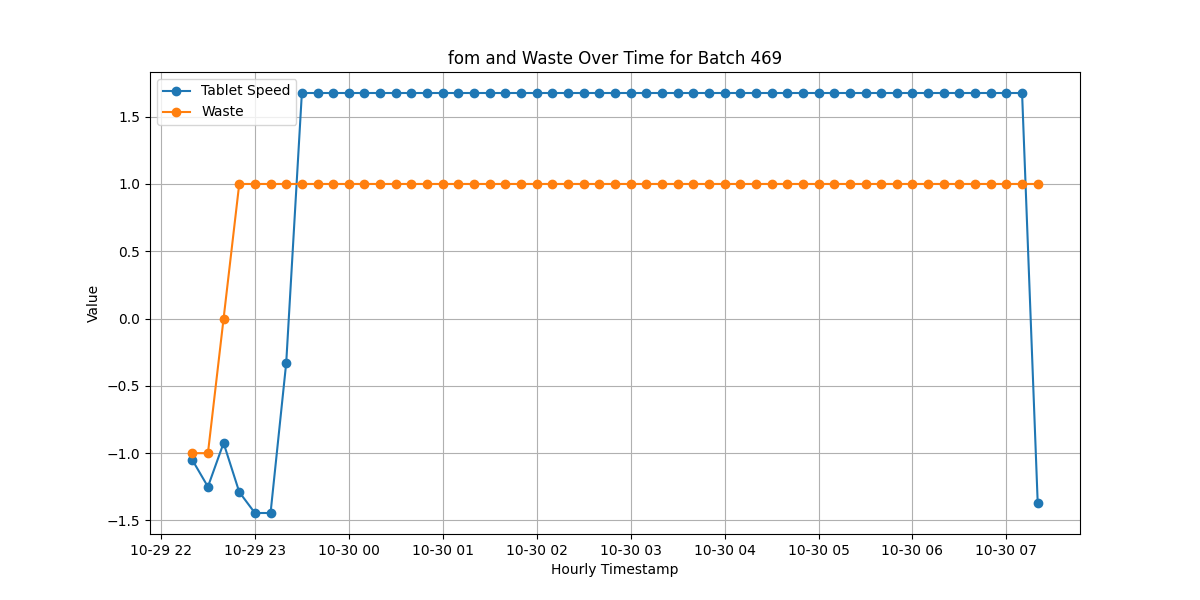 fom and Waste Over Time for Batch 469
Tablet Speed
Waste
1.5
1.0
0.5
0.0
−0.5
−1.0
−1.5
Value
10-29 22 10-29 23 10-30 00 10-30 01 10-30 02 10-30 03 10-30 04 10-30 05 10-30 06 10-30 07
Hourly Timestamp